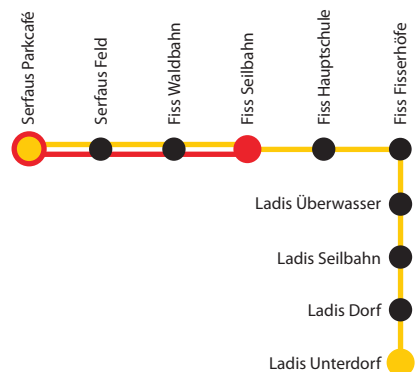 Serfaus Parkcafé
Serfaus Feld
Fiss Waldbahn
Fiss Seilbahn
Fiss Hauptschule
Fiss Fisserhöfe
Ladis Überwasser
Ladis Seilbahn
Ladis Dorf
Ladis Unterdorf